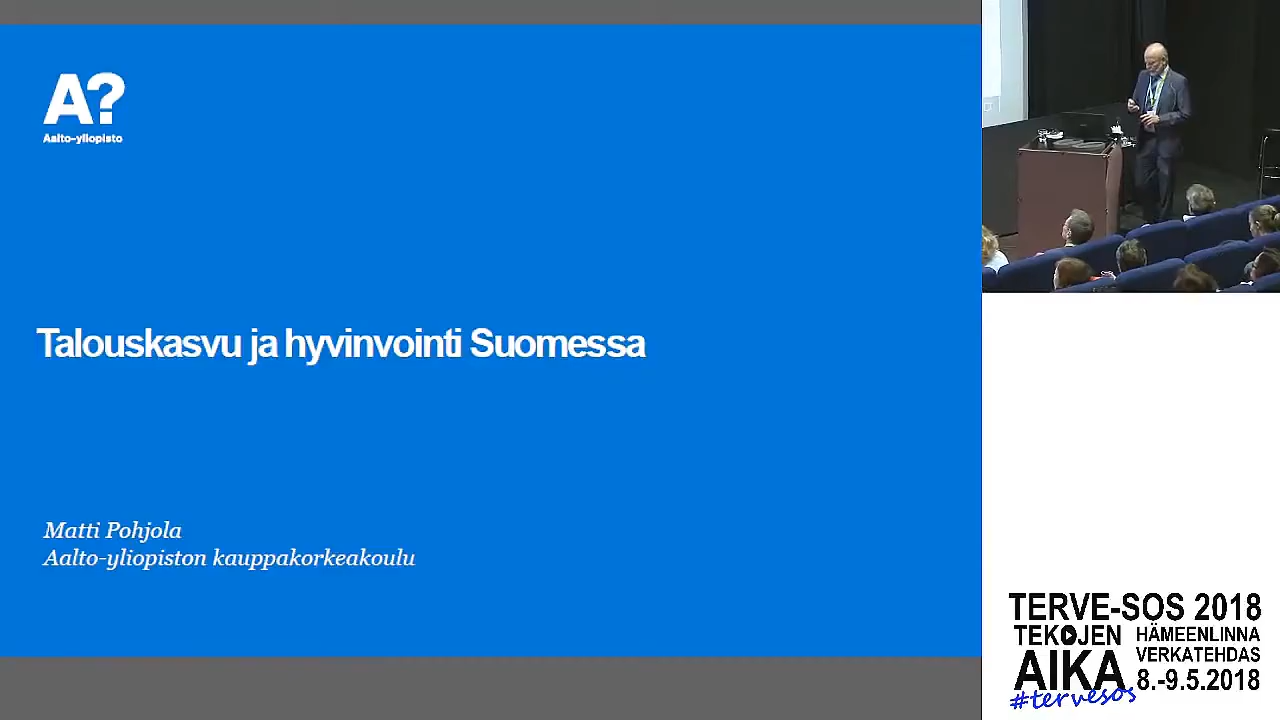 A?
Aalto-yliopisto
Talouskasvu ja hyvinvointi Suomessa
Matti Pohjola
Aalto-yliopiston kauppakorkeakoulu
TERVE-SOS 2018
TEKOJEN
AIKA
HÄMEENLINNA
VERKATEHDAS
8.-9.5.2018
#tervesos